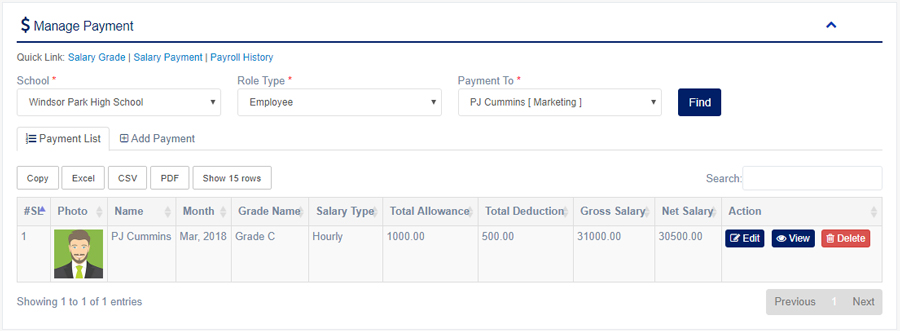 $ Manage Payment
Quick Link: Salary Grade | Salary Payment | Payroll History
School * Role Type * Payment To *
Windsor Park High School Employee PJ Cummins [ Marketing ] Find
Payment List Add Payment
Copy Excel CSV PDF Show 15 rows Search:
#SL Photo Name Month Grade Name Salary Type Total Allowance Total Deduction Gross Salary Net Salary Action
1 PJ Cummins Mar, 2018 Grade C Hourly 1000.00 500.00 31000.00 30500.00 Edit View Delete
Showing 1 to 1 of 1 entries Previous 1 Next